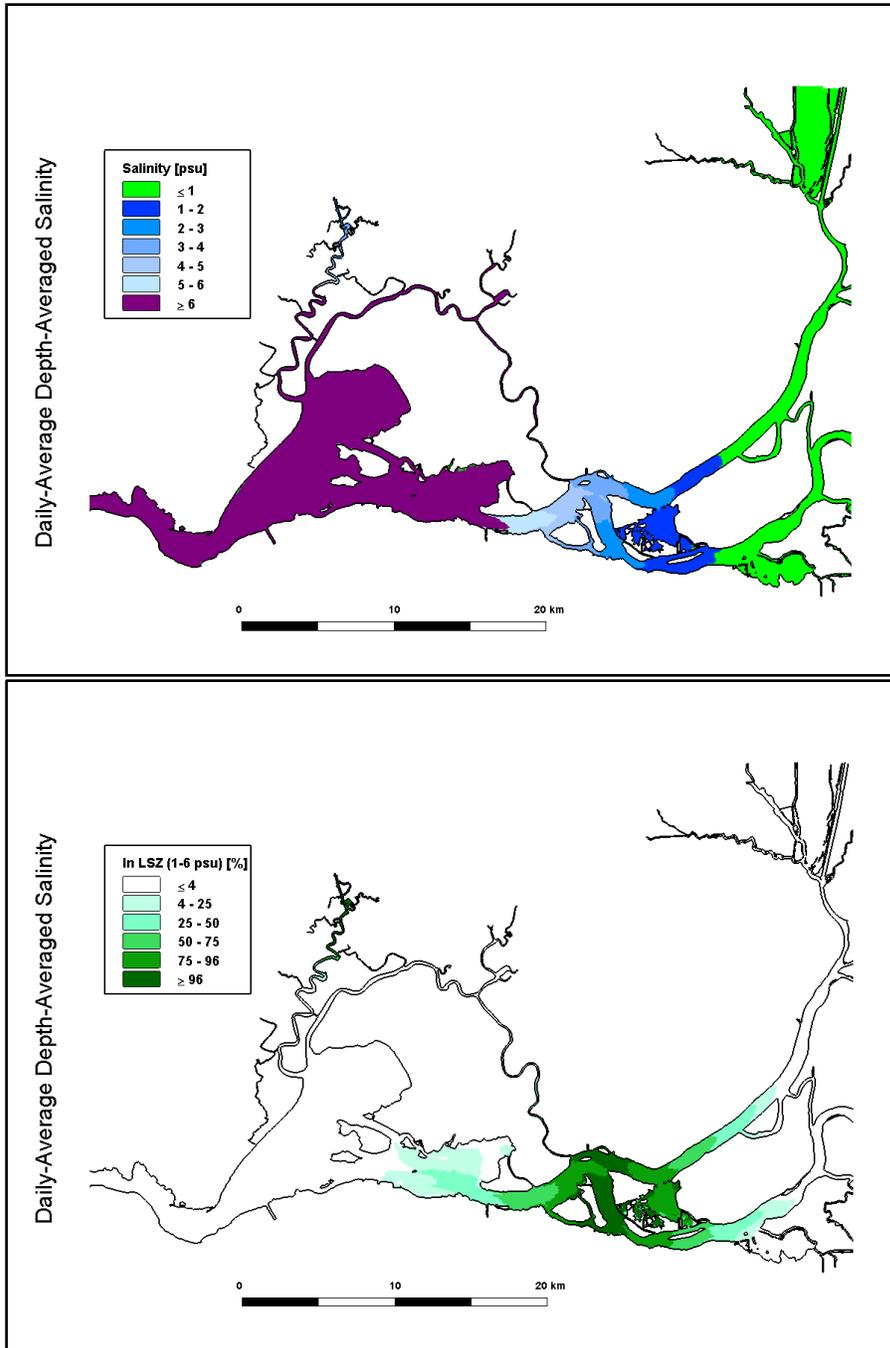 Daily-Average Depth-Averaged Salinity
Salinity [psu]
≤ 1
1 - 2
2 - 3
3 - 4
4 - 5
5 - 6
≥ 6
0 10 20 km
Daily-Average Depth-Averaged Salinity
In LSZ (1-6 psu) [%]
≤ 4
4 - 25
25 - 50
50 - 75
75 - 96
≥ 96
0 10 20 km